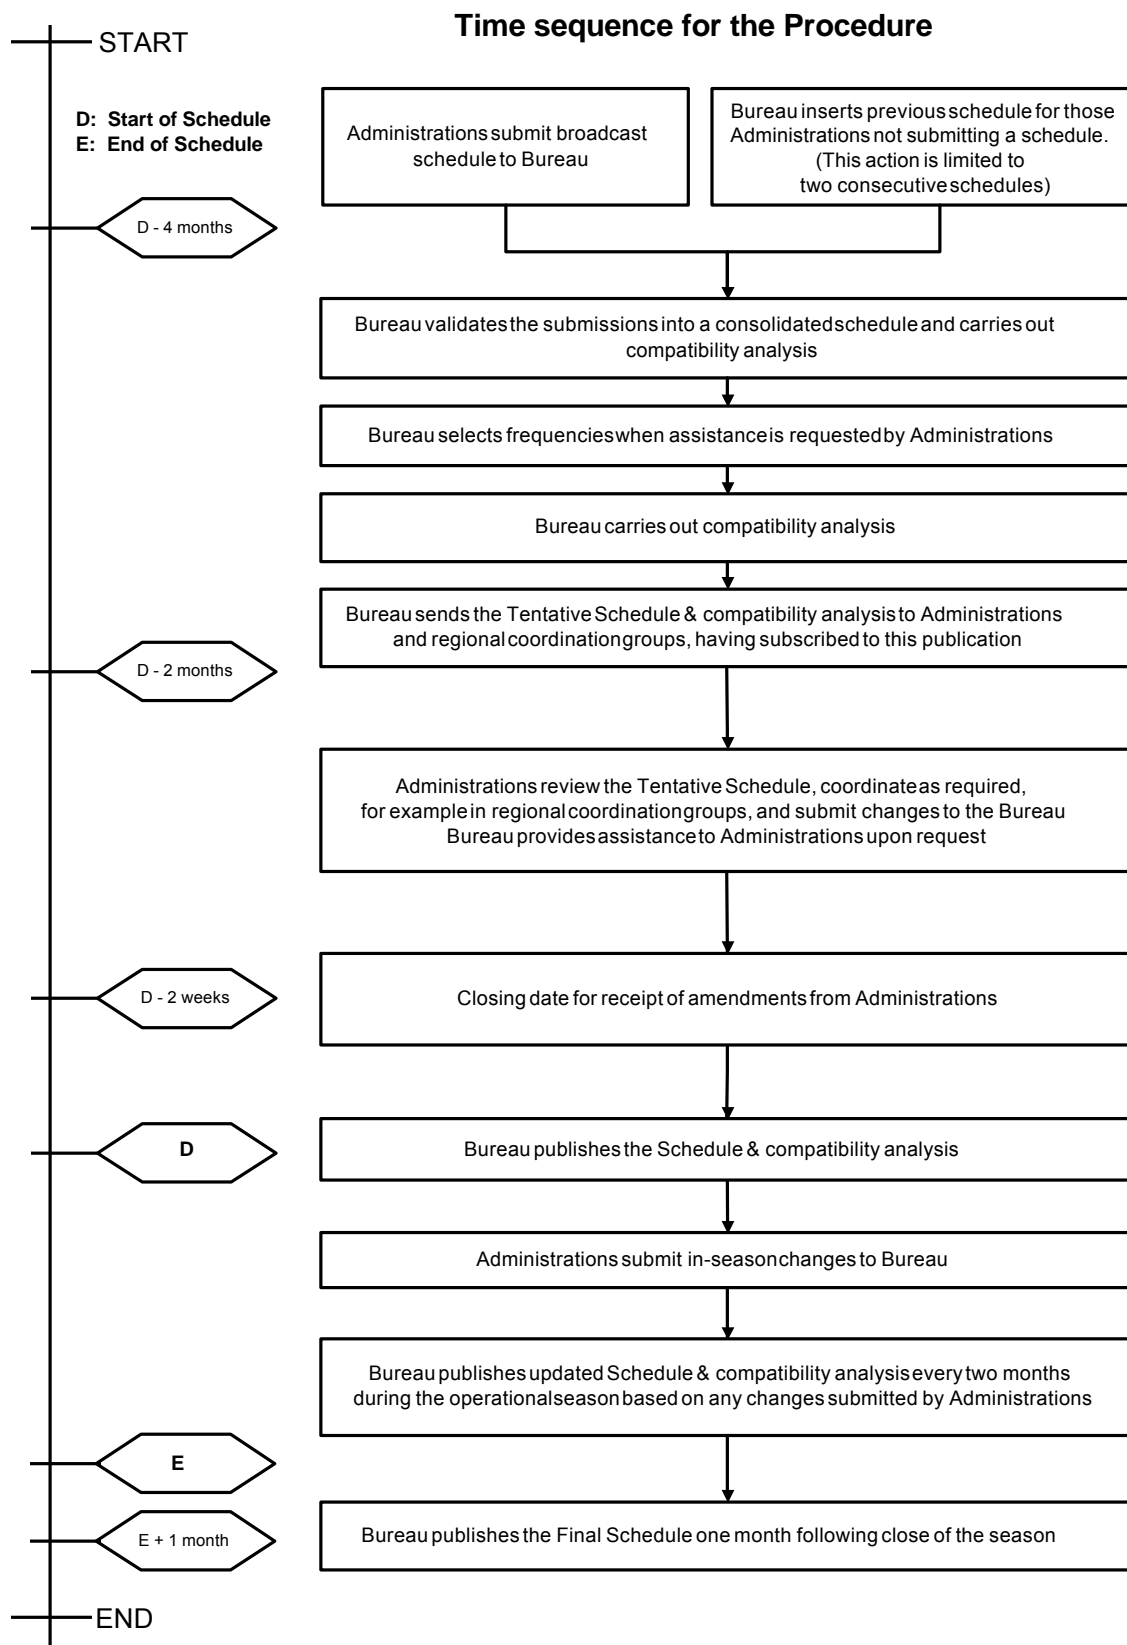 Time sequence for the Procedure
START
D: Start of Schedule
E: End of Schedule
Administrations submit broadcast
schedule to Bureau
Bureau inserts previous schedule for those
Administrations not submitting a schedule.
(This action is limited to
two consecutive schedules)
D - 4 months
Bureau validates the submissions into a consolidated schedule and carries out
compatibility analysis
Bureau selects frequencies when assistance is requested by Administrations
Bureau carries out compatibility analysis
Bureau sends the Tentative Schedule & compatibility analysis to Administrations
and regional coordination groups, having subscribed to this publication
D - 2 months
Administrations review the Tentative Schedule, coordinate as required,
for example in regional coordination groups, and submit changes to the Bureau
Bureau provides assistance to Administrations upon request
D - 2 weeks
Closing date for receipt of amendments from Administrations
D
Bureau publishes the Schedule & compatibility analysis
Administrations submit in-season changes to Bureau
Bureau publishes updated Schedule & compatibility analysis every two months
during the operational season based on any changes submitted by Administrations
E
E + 1 month
Bureau publishes the Final Schedule one month following close of the season
END